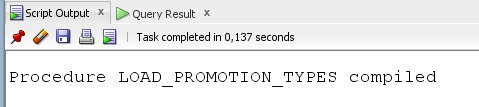 Script Output x Query Result x
Task completed in 0,137 seconds
Procedure LOAD_PROMOTION_TYPES compiled